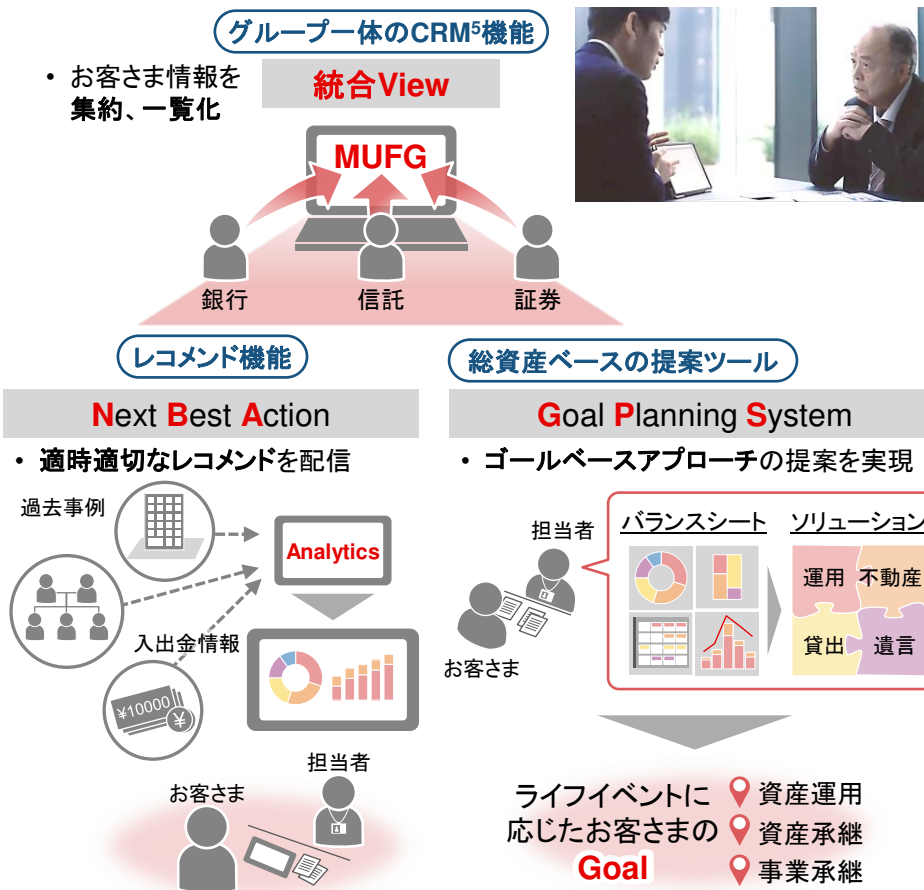 グループ一体のCRM5機能
• お客さま情報を
集約、一覧化
統合View
MUFG
銀行
信託
証券
レコメンド機能
Next Best Action
• 適時適切なレコメンドを配信
過去事例
Analytics
入出金情報
¥10000
¥
担当者
お客さま
総資産ベースの提案ツール
Goal Planning System
• ゴールベースアプローチの提案を実現
担当者
お客さま
バランスシート
ソリューション
運用
不動産
貸出
遺言
ライフイベントに
応じたお客さまの
Goal
資産運用
資産承継
事業承継